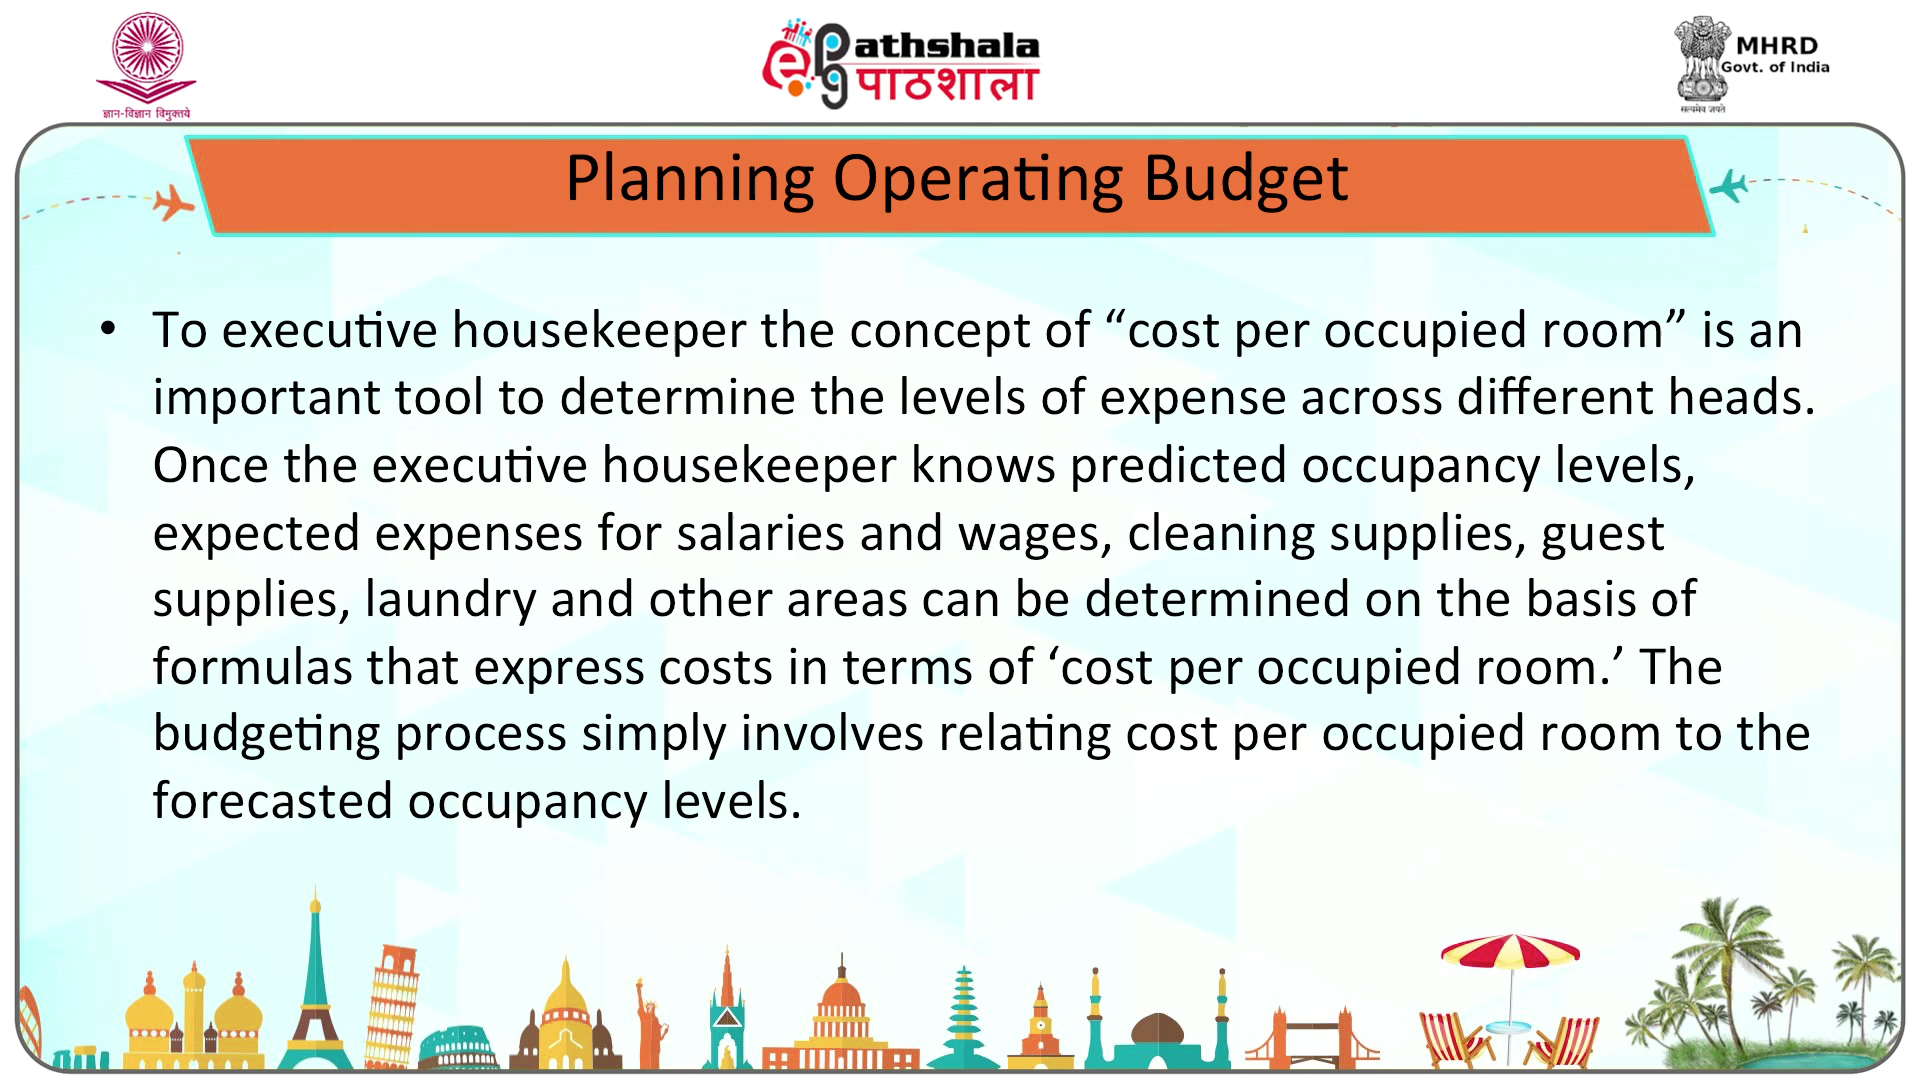 ज्ञान-विज्ञान विमुक्तये
e PG athshala
पाठशाला
MHRD
Govt. of India
सत्यमेव जयते
Planning Operating Budget
• To executive housekeeper the concept of “cost per occupied room” is an
important tool to determine the levels of expense across different heads.
Once the executive housekeeper knows predicted occupancy levels,
expected expenses for salaries and wages, cleaning supplies, guest
supplies, laundry and other areas can be determined on the basis of
formulas that express costs in terms of ‘cost per occupied room.’ The
budgeting process simply involves relating cost per occupied room to the
forecasted occupancy levels.